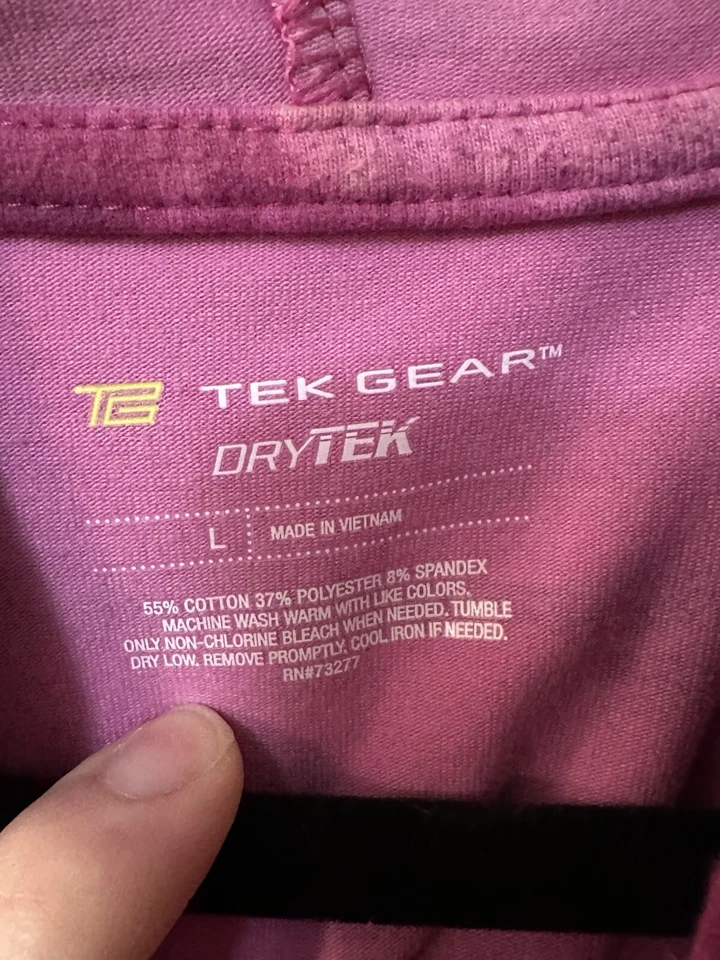 TG TEK GEAR™
DRYTEK
L MADE IN VIETNAM
55% COTTON 37% POLYESTER 8% SPANDEX
MACHINE WASH WARM WITH LIKE COLORS.
ONLY NON-CHLORINE BLEACH WHEN NEEDED. TUMBLE
DRY LOW. REMOVE PROMPTLY. COOL IRON IF NEEDED.
RN#73277